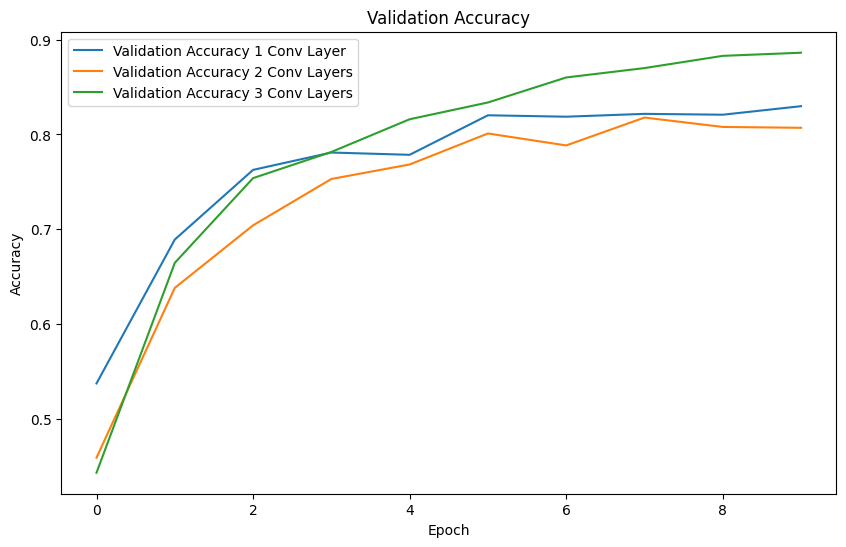 Validation Accuracy
Validation Accuracy 1 Conv Layer
Validation Accuracy 2 Conv Layers
Validation Accuracy 3 Conv Layers
0.9
0.8
0.7
0.6
0.5
Accuracy
0 2 4 6 8
Epoch